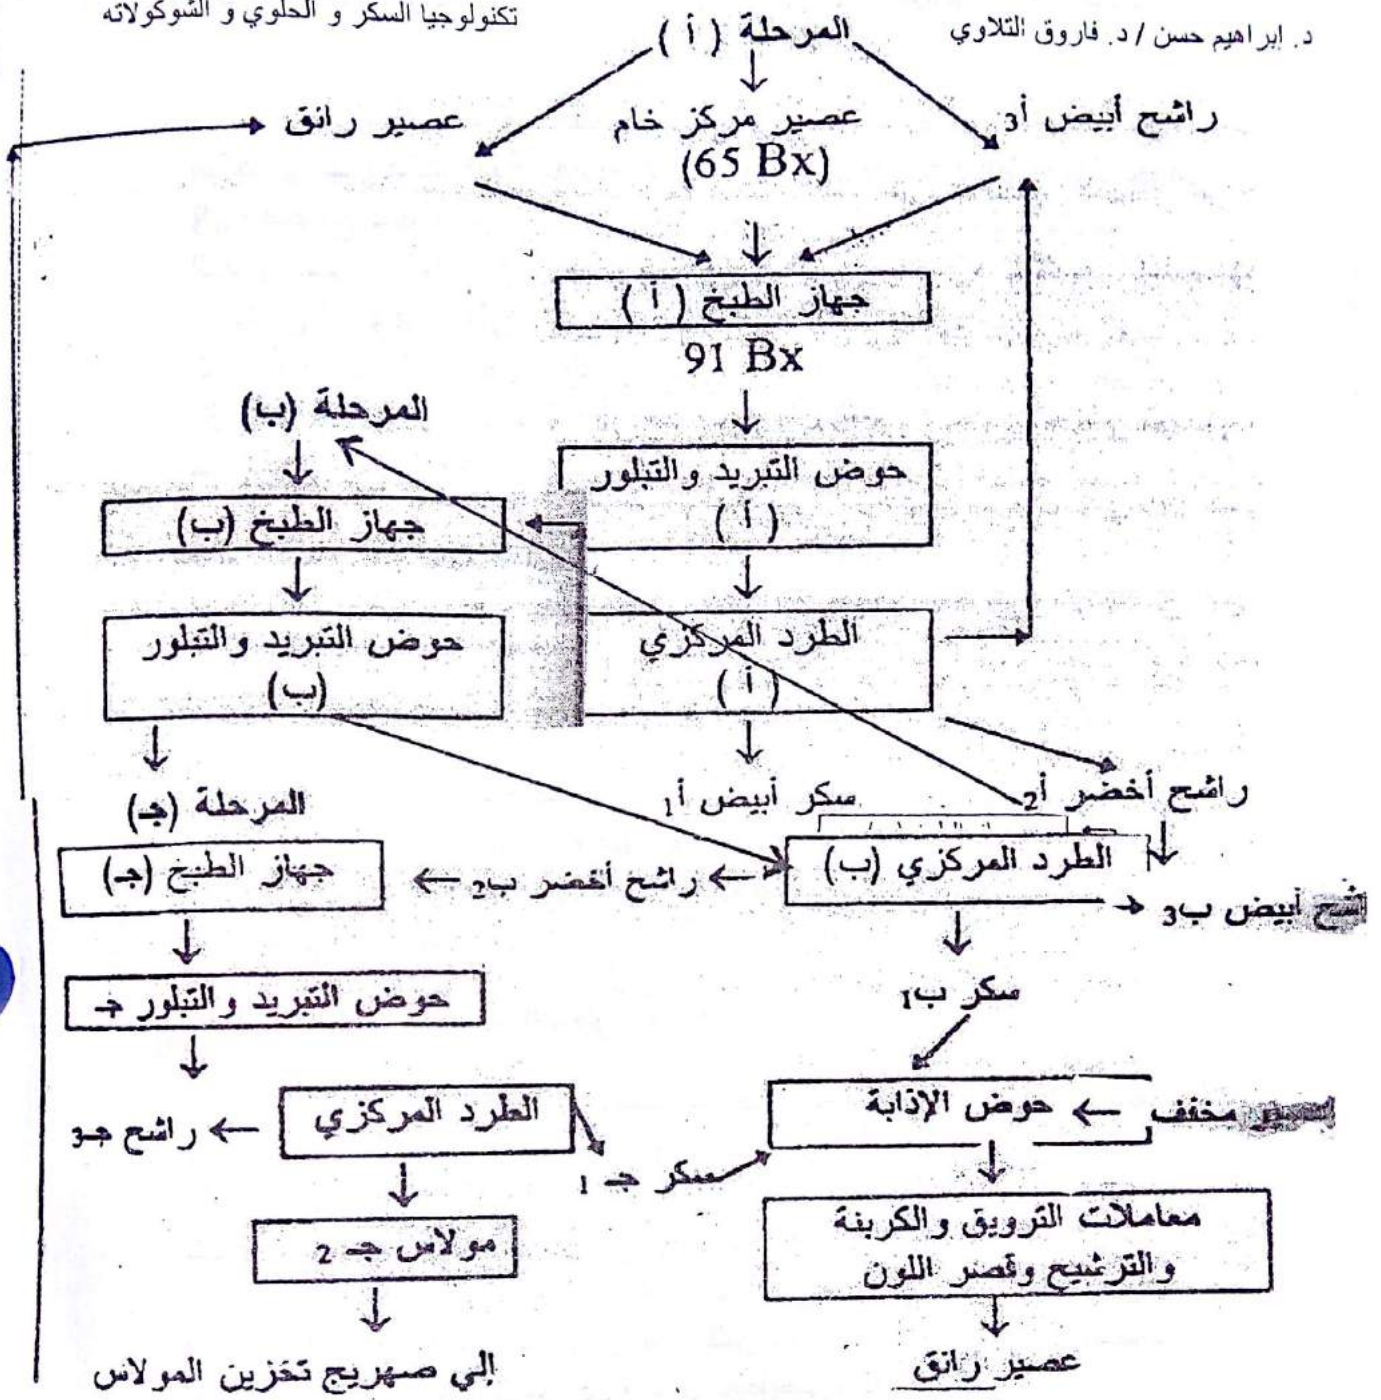 د. إبراهيم حسن / د. فاروق التلاوي
تكنولوجيا السكر و الحلوي و الشوكولاته
المرحلة ( أ )
راشح أبيض أ3
عصير مركز خام
(65 Bx)
عصير رائق
جهاز الطبخ ( أ )
91 Bx
المرحلة (ب)
حوض التبريد والتبلور
( أ )
جهاز الطبخ (ب)
الطرد المركزي
( أ )
حوض التبريد والتبلور
(ب)
راشح أخضر أ2
سكر أبيض أ1
المرحلة (جـ)
الطرد المركزي (ب)
راشح أخضر ب2
جهاز الطبخ (جـ)
أبيض ب3
سكر ب1
حوض التبريد والتبلور جـ
مخفف
حوض الإذابة
الطرد المركزي
راشح جـ3
سكر جـ 1
معاملات الترويق والكربنة
والترشيح وقصر اللون
مولاس جـ 2
عصير رائق
إلي صهريج تخزين المولاس